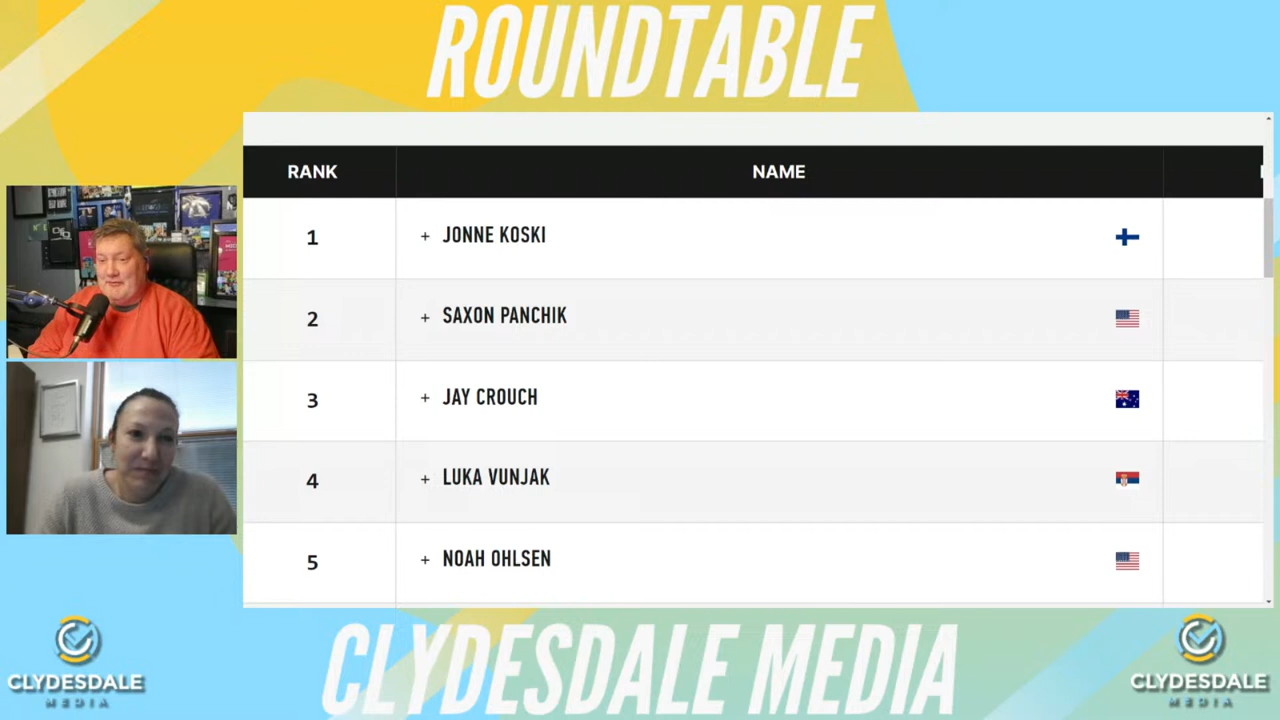 ROUNDTABLE
RANK NAME
1 + JONNE KOSKI
2 + SAXON PANCHIK
3 + JAY CROUCH
4 + LUKA VUNJAK
5 + NOAH OHLSEN
CLYDESDALE MEDIA
CLYDESDALE
MEDIA
CLYDESDALE
MEDIA